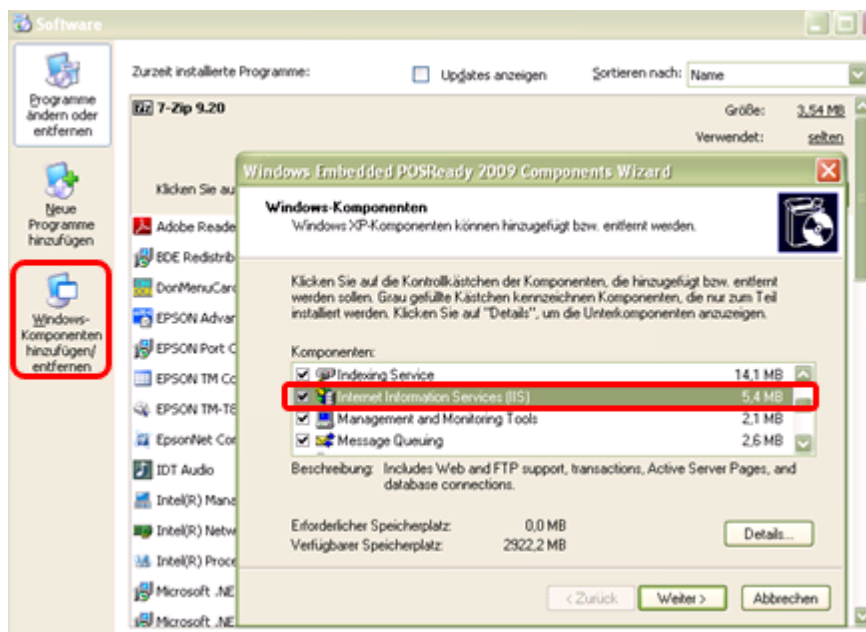 Software
Zurzeit installierte Programme:
Updates anzeigen
Sortieren nach:
Name
Programme
ändern oder
entfernen
Neue
Programme
hinzufügen
Windows-
Komponenten
hinzufügen/
entfernen
7-Zip 9.20
Größe:
3,54 MB
Verwendet:
selten
Klicken Sie au
Adobe Reade
BDE Redistrib
DonMenuCard
EPSON Advar
EPSON Port C
EPSON TM Co
EPSON TM-T8
EpsonNet Con
IDT Audio
Intel(R) Mana
Intel(R) Netw
Intel(R) Proce
Microsoft .NE
Microsoft .NE
Windows Embedded POSReady 2009 Components Wizard
Windows-Komponenten
Windows XP-Komponenten können hinzugefügt bzw. entfernt werden.
Klicken Sie auf die Kontrollkästchen der Komponenten, die hinzugefügt bzw. entfernt
werden sollen. Grau gefüllte Kästchen kennzeichnen Komponenten, die nur zum Teil
installiert werden. Klicken Sie auf "Details", um die Unterkomponenten anzuzeigen.
Komponenten:
Indexing Service 14,1 MB
Internet Information Services (IIS) 5,4 MB
Management and Monitoring Tools 2,1 MB
Message Queuing 2,6 MB
Beschreibung: Includes Web and FTP support, transactions, Active Server Pages, and
database connections.
Erforderlicher Speicherplatz: 0,0 MB
Verfügbarer Speicherplatz: 2922,2 MB
Details...
< Zurück
Weiter >
Abbrechen